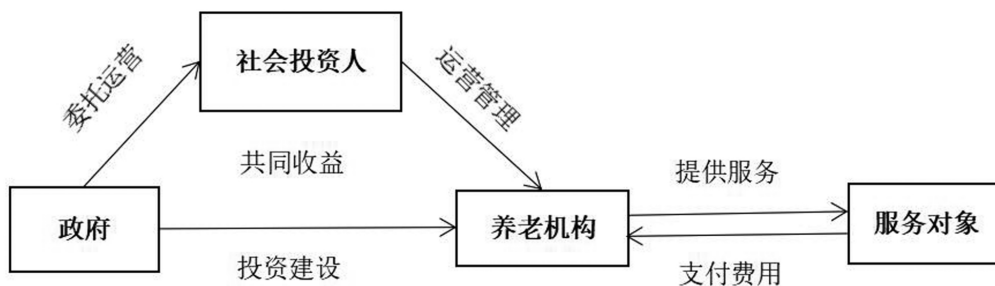 社会投资人
委托运营
运营管理
共同收益
提供服务
政府
养老机构
服务对象
投资建设
支付费用